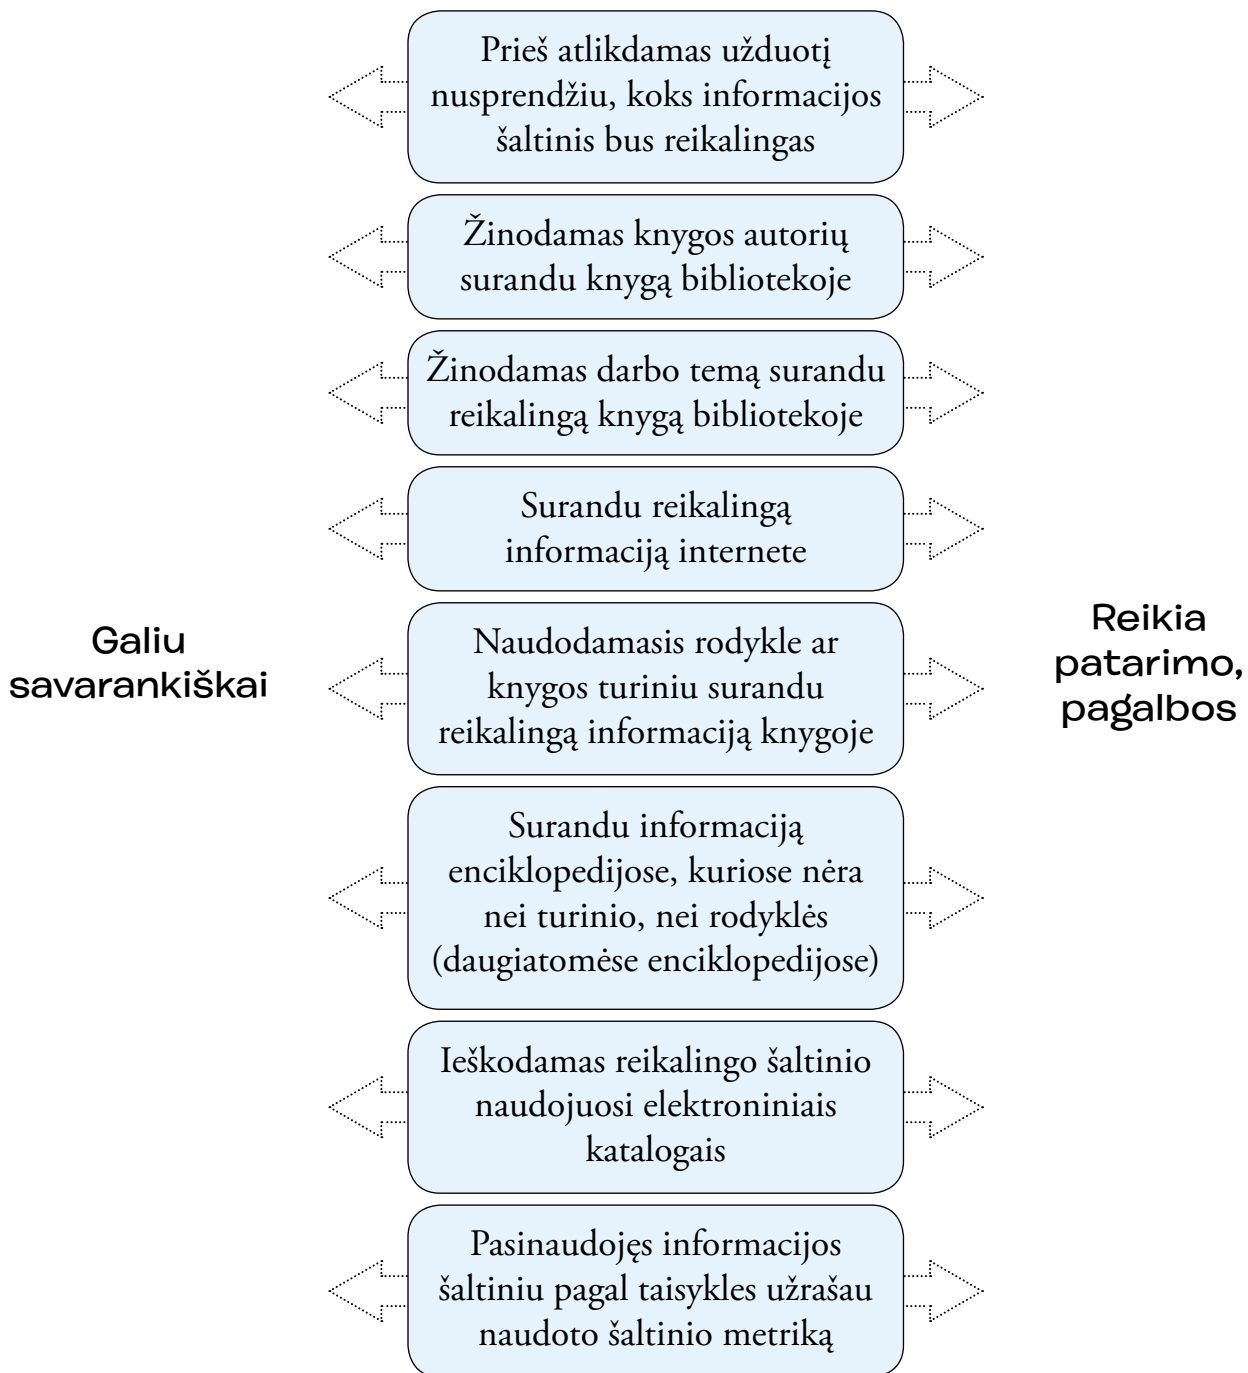 Prieš atlikdamas užduotį
nusprendžiu, koks informacijos
šaltinis bus reikalingas
Žinodamas knygos autorių
surandu knygą bibliotekoje
Žinodamas darbo temą surandu
reikalingą knygą bibliotekoje
Surandu reikalingą
informaciją internete
Galiu
savarankiškai
Naudodamasis rodykle ar
knygos turiniu surandu
reikalingą informaciją knygoje
Reikia
patarimo,
pagalbos
Surandu informaciją
enciklopedijose, kuriose nėra
nei turinio, nei rodyklės
(daugiatomėse enciklopedijose)
Ieškodamas reikalingo šaltinio
naudojuosi elektroniniais
katalogais
Pasinaudojęs informacijos
šaltiniu pagal taisykles užrašau
naudoto šaltinio metriką